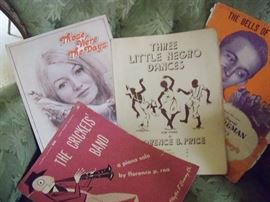 Those
Were
The Days
THREE
LITTLE NEGRO
DANCES
FLORENCE B. PRICE
THE BELLS OF
THE CRICKETS'
BAND
a piano solo
by florence p. rea